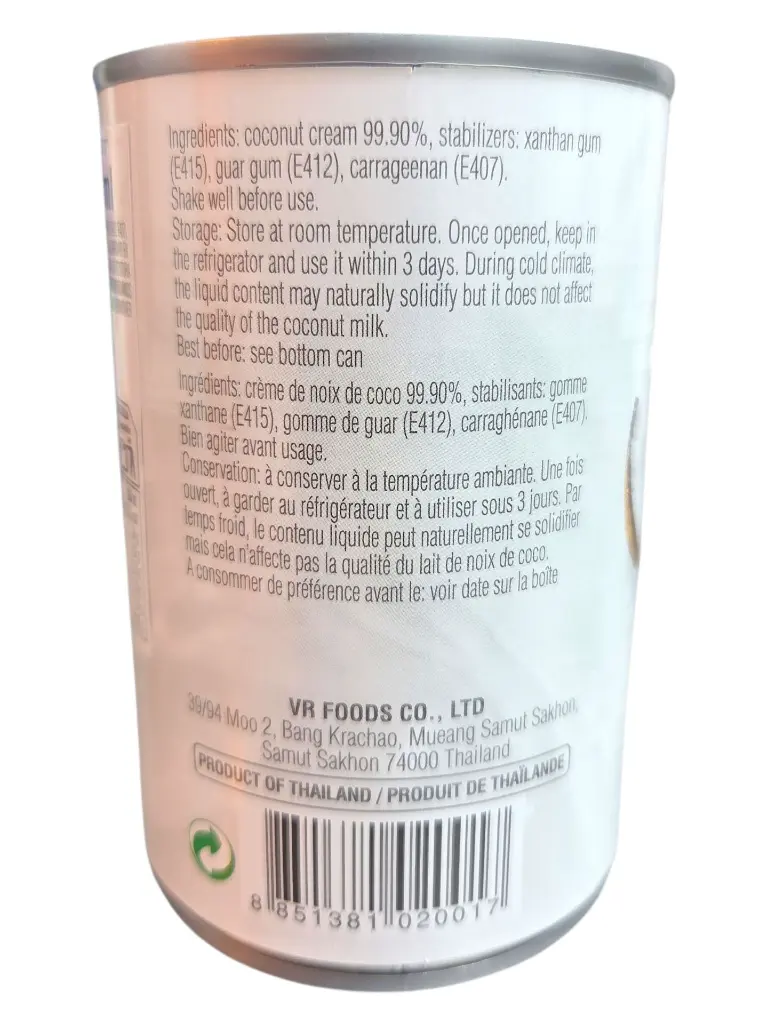 Ingredients: coconut cream 99.90%, stabilizers: xanthan gum
(E415), guar gum (E412), carrageenan (E407).
Shake well before use.
Storage: Store at room temperature. Once opened, keep in
the refrigerator and use it within 3 days. During cold climate,
the liquid content may naturally solidify but it does not affect
the quality of the coconut milk.
Best before: see bottom can
Ingrédients: crème de noix de coco 99.90%, stabilisants: gomme
xanthane (E415), gomme de guar (E412), carraghénane (E407).
Bien agiter avant usage.
Conservation: à conserver à la température ambiante. Une fois
ouvert, à garder au réfrigérateur et à utiliser sous 3 jours. Par
temps froid, le contenu liquide peut naturellement se solidifier
mais cela n'affecte pas la qualité du lait de noix de coco.
A consommer de préférence avant le: voir date sur la boîte
VR FOODS CO., LTD
39/94 Moo 2, Bang Krachao, Mueang Samut Sakhon,
Samut Sakhon 74000 Thailand
PRODUCT OF THAILAND / PRODUIT DE THAÏLANDE
8 851381 020017